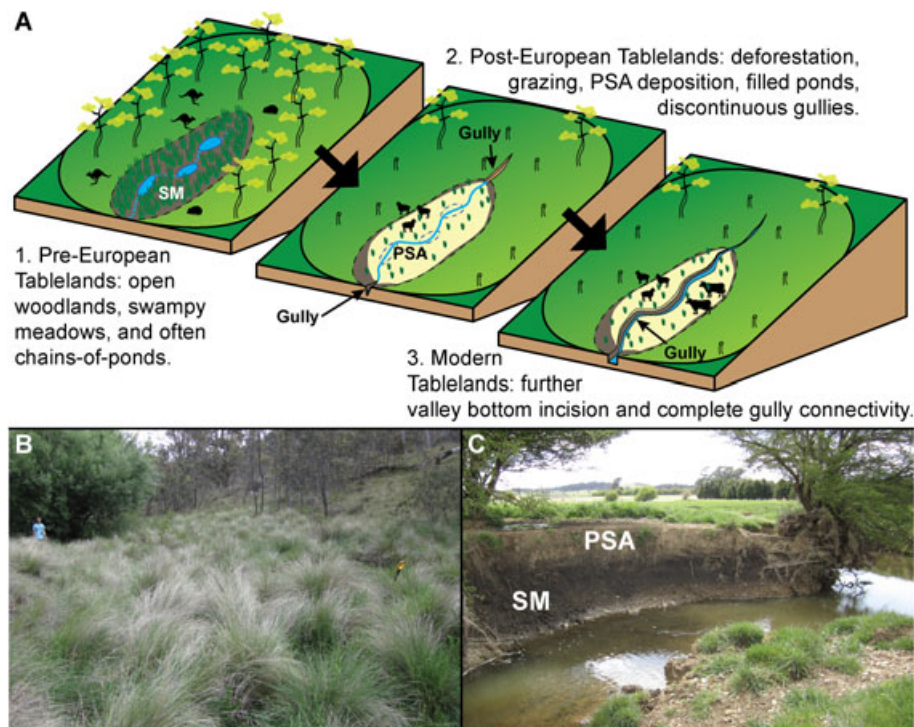 A
2. Post-European Tablelands: deforestation,
grazing, PSA deposition, filled ponds,
discontinuous gullies.
Gully
SM
PSA
1. Pre-European
Tablelands: open
woodlands, swampy
meadows, and often
chains-of-ponds.
Gully
Gully
3. Modern
Tablelands: further
valley bottom incision and complete gully connectivity.
B
C
PSA
SM